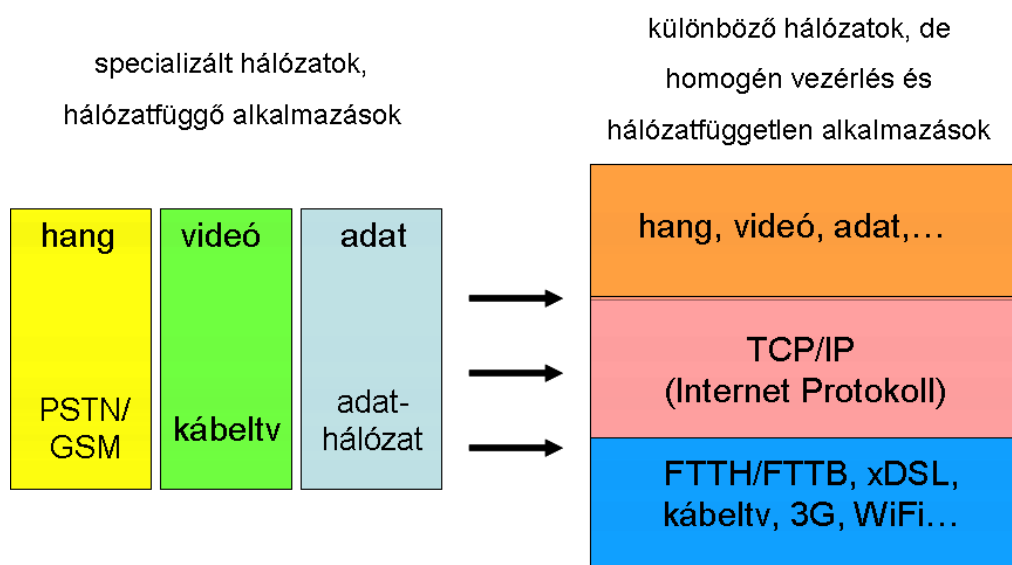 specializált hálózatok,
hálózatfüggő alkalmazások
különböző hálózatok, de
homogén vezérlés és
hálózatfüggetlen alkalmazások
hang
PSTN/
GSM
videó
kábeltv
adat
adat-
hálózat
hang, videó, adat,…
TCP/IP
(Internet Protokoll)
FTTH/FTTB, xDSL,
kábeltv, 3G, WiFi…